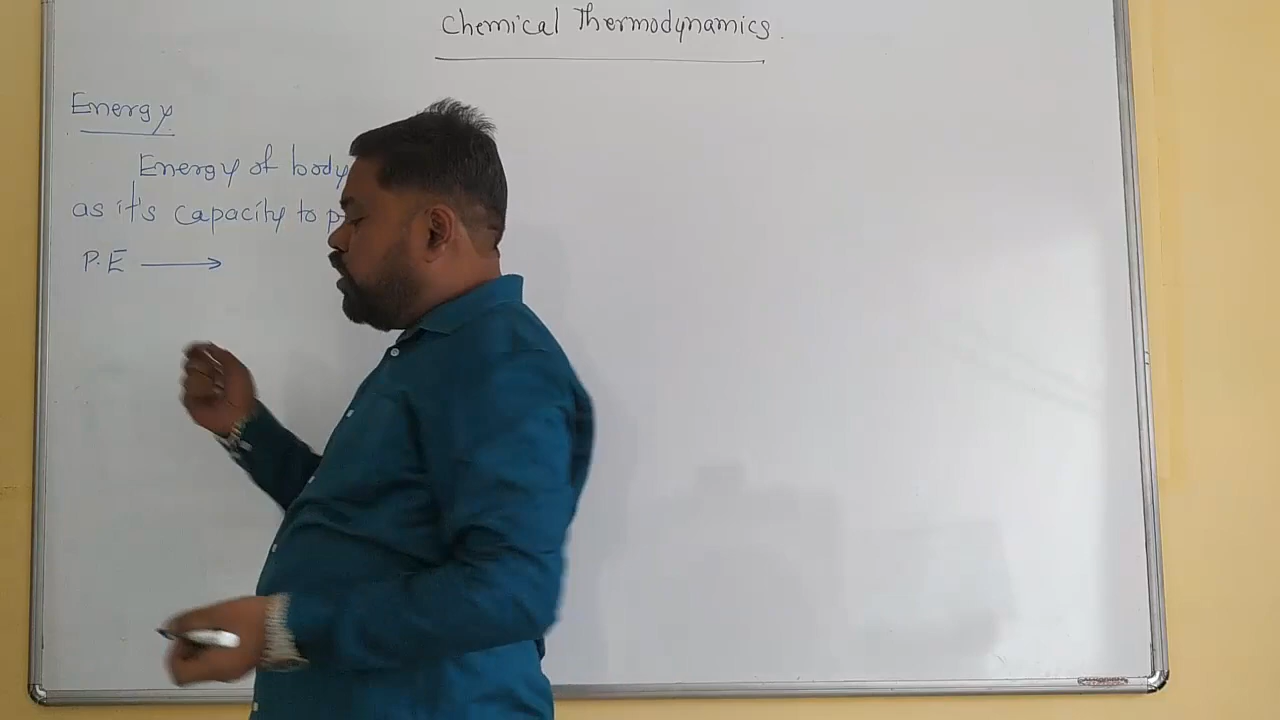 Chemical Thermodynamics.
Energy
Energy of body
as it's capacity to p
P.E →